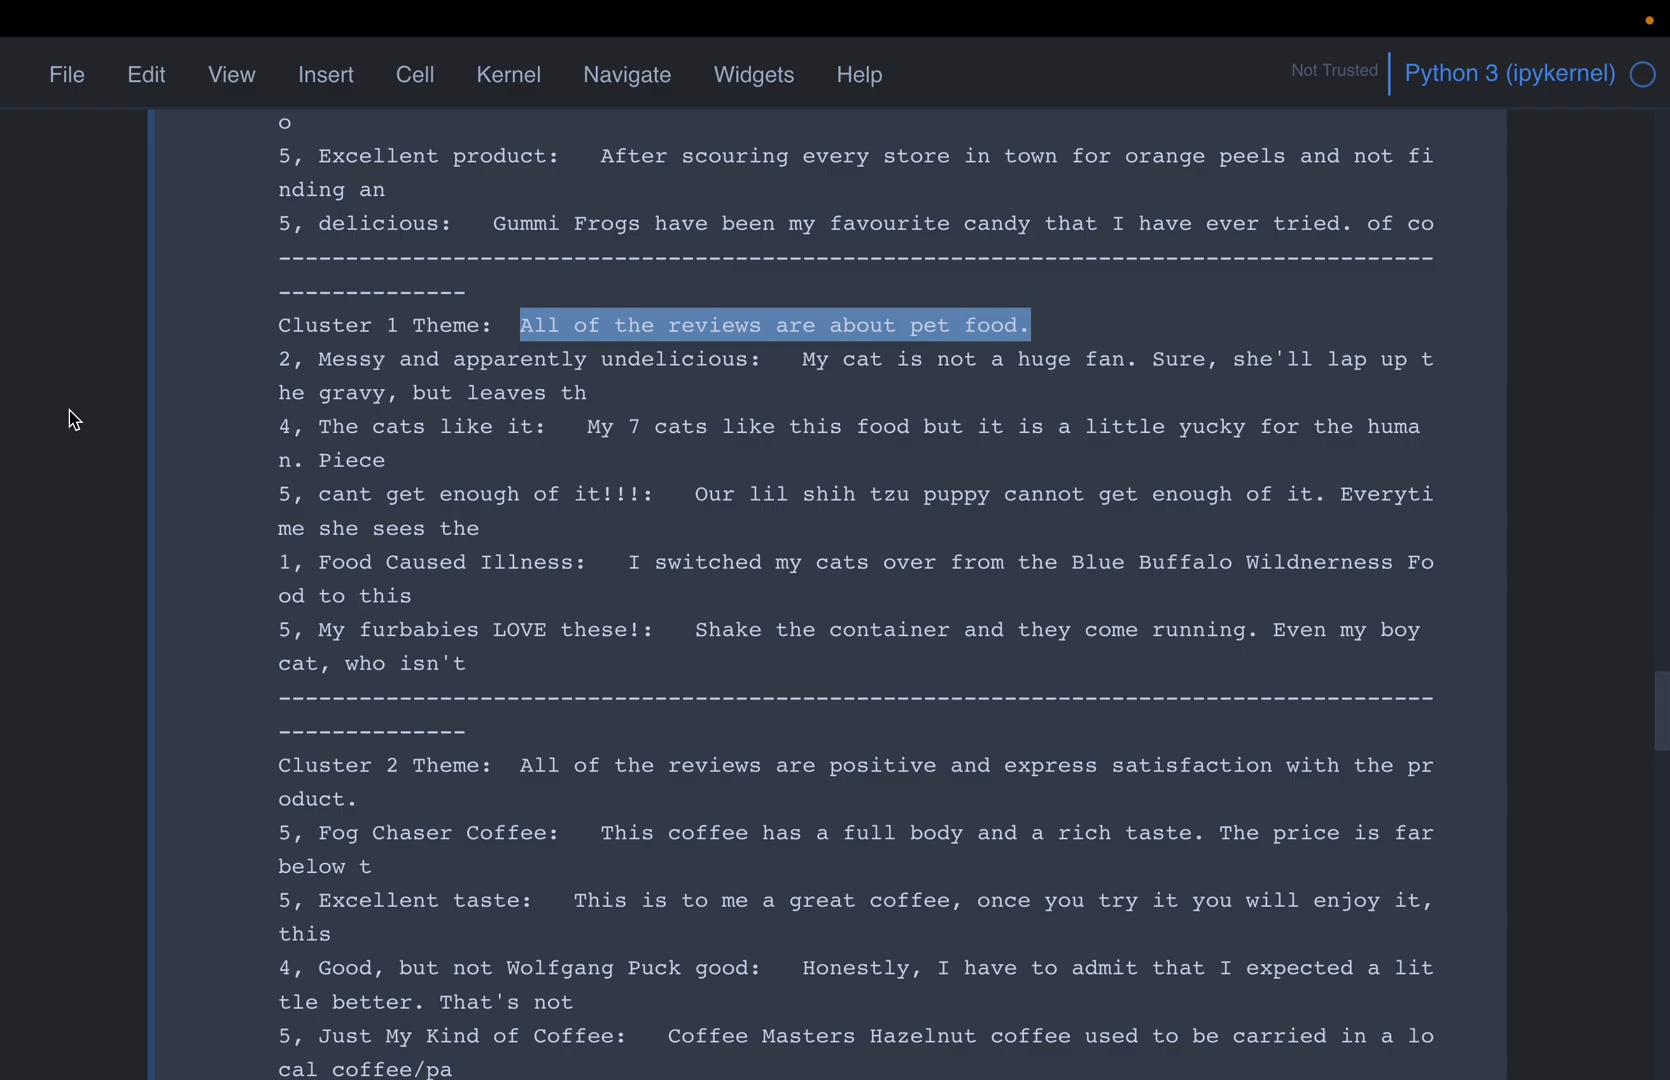 File Edit View Insert Cell Kernel Navigate Widgets Help Not Trusted Python 3 (ipykernel)
o
5, Excellent product:   After scouring every store in town for orange peels and not fi
nding an
5, delicious:   Gummi Frogs have been my favourite candy that I have ever tried. of co
--------------------------------------------------------------------------------------
--------------
Cluster 1 Theme:  All of the reviews are about pet food.
2, Messy and apparently undelicious:   My cat is not a huge fan. Sure, she'll lap up t
he gravy, but leaves th
4, The cats like it:   My 7 cats like this food but it is a little yucky for the huma
n. Piece
5, cant get enough of it!!!:   Our lil shih tzu puppy cannot get enough of it. Everyti
me she sees the
1, Food Caused Illness:   I switched my cats over from the Blue Buffalo Wildnerness Fo
od to this
5, My furbabies LOVE these!:   Shake the container and they come running. Even my boy
cat, who isn't
--------------------------------------------------------------------------------------
--------------
Cluster 2 Theme:  All of the reviews are positive and express satisfaction with the pr
oduct.
5, Fog Chaser Coffee:   This coffee has a full body and a rich taste. The price is far
below t
5, Excellent taste:   This is to me a great coffee, once you try it you will enjoy it,
this
4, Good, but not Wolfgang Puck good:   Honestly, I have to admit that I expected a lit
tle better. That's not
5, Just My Kind of Coffee:   Coffee Masters Hazelnut coffee used to be carried in a lo
cal coffee/pa